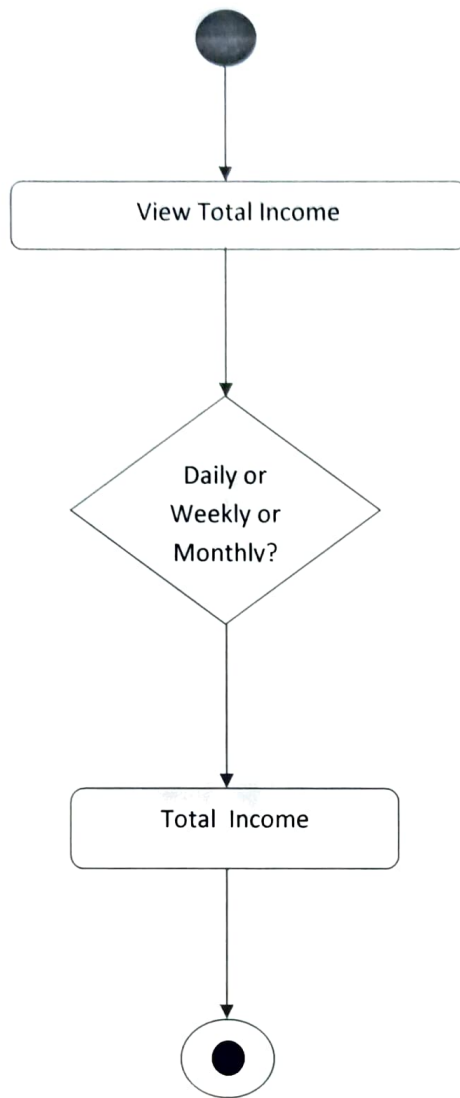 View Total Income
Daily or
Weekly or
Monthly?
Total Income